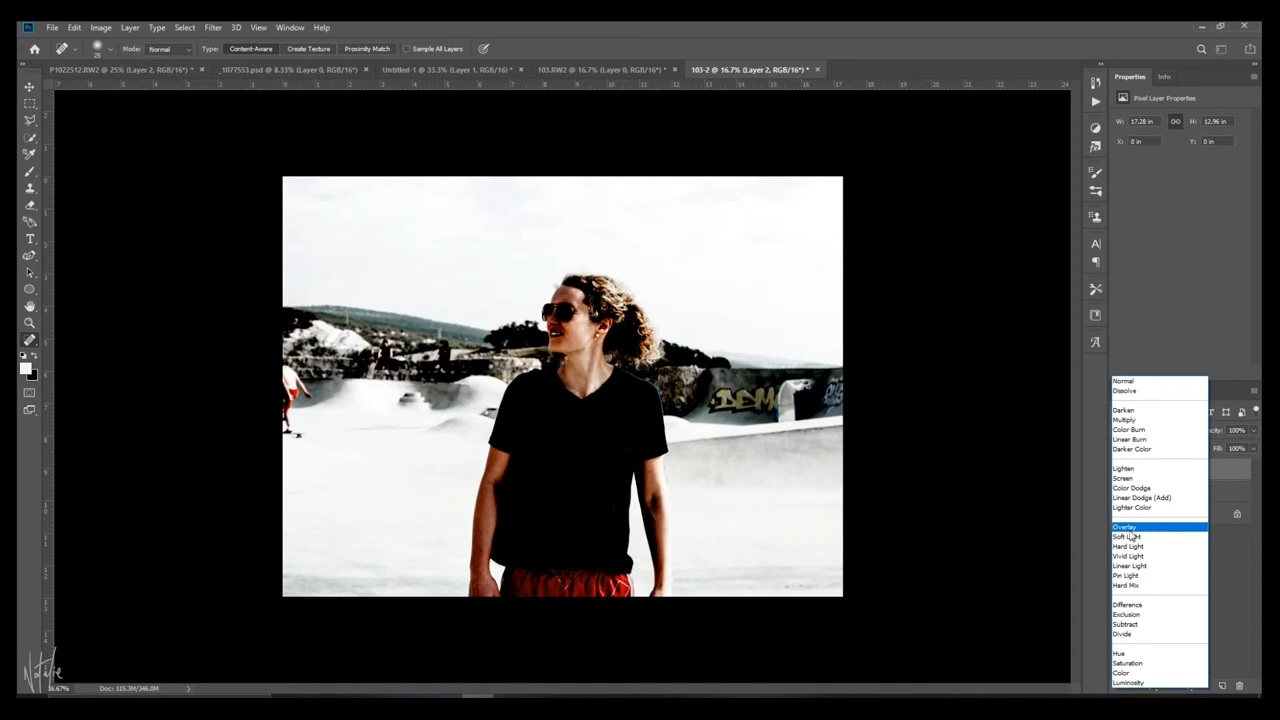 File Edit Image Layer Type Select Filter 3D View Window Help
Mode: Normal Type: Content-Aware Create Texture Proximity Match Sample All Layers
25
P1022512.RW2 @ 25% (Layer 2, RGB/16*) * _1077553.psd @ 8.33% (Layer 0, RGB/16*) * Untitled-1 @ 33.3% (Layer 1, RGB/16) * 103.RW2 @ 16.7% (Layer 0, RGB/16*) * 103-2 @ 16.7% (Layer 2, RGB/16*) *
Properties Info
Pixel Layer Properties
W: 17.28 in H: 12.96 in
X: 0 in Y: 0 in
Normal
Dissolve
Darken
Multiply
Color Burn
Linear Burn
Darker Color
Lighten
Screen
Color Dodge
Linear Dodge (Add)
Lighter Color
Overlay
Soft Light
Hard Light
Vivid Light
Linear Light
Pin Light
Hard Mix
Difference
Exclusion
Subtract
Divide
Hue
Saturation
Color
Luminosity
100%
Fill: 100%
Doc: 115.3M/346.0M